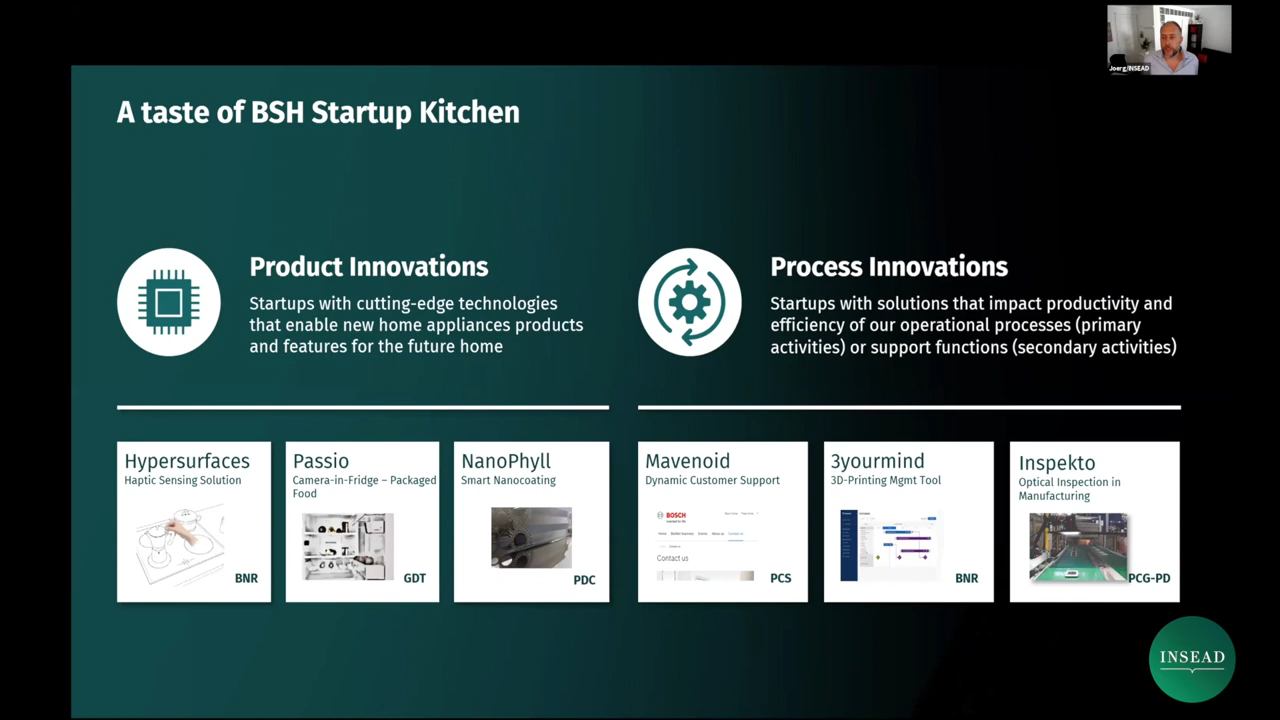 Joerg/INSEAD
A taste of BSH Startup Kitchen
Product Innovations
Startups with cutting-edge technologies
that enable new home appliances products
and features for the future home
Process Innovations
Startups with solutions that impact productivity and
efficiency of our operational processes (primary
activities) or support functions (secondary activities)
Hypersurfaces
Haptic Sensing Solution
BNR
Passio
Camera-in-Fridge – Packaged
Food
GDT
NanoPhyll
Smart Nanocoating
PDC
Mavenoid
Dynamic Customer Support
BOSCH
Contact us
PCS
3yourmind
3D-Printing Mgmt Tool
BNR
Inspekto
Optical Inspection in
Manufacturing
PCG-PD
INSEAD